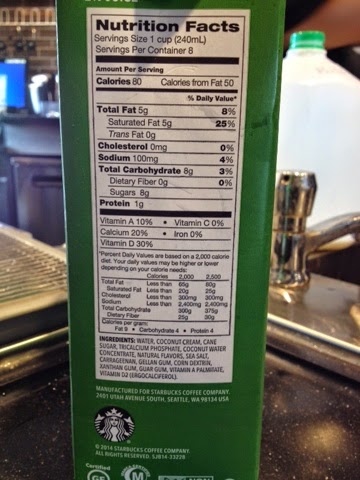 Nutrition Facts
Servings Size 1 cup (240mL)
Servings Per Container 8
Amount Per Serving
Calories 80 Calories from Fat 50
% Daily Value*
Total Fat 5g 8%
Saturated Fat 5g 25%
Trans Fat 0g
Cholesterol 0mg 0%
Sodium 100mg 4%
Total Carbohydrate 8g 3%
Dietary Fiber 0g 0%
Sugars 8g
Protein 1g
Vitamin A 10% • Vitamin C 0%
Calcium 20% • Iron 0%
Vitamin D 30%
*Percent Daily Values are based on a 2,000 calorie
diet. Your daily values may be higher or lower
depending on your calorie needs:
Calories 2,000 2,500
Total Fat Less than 65g 80g
Saturated Fat Less than 20g 25g
Cholesterol Less than 300mg 300mg
Sodium Less than 2,400mg 2,400mg
Total Carbohydrate 300g 375g
Dietary Fiber 25g 30g
Calories per gram:
Fat 9 • Carbohydrate 4 • Protein 4
INGREDIENTS: WATER, COCONUT CREAM, CANE
SUGAR, TRICALCIUM PHOSPHATE, COCONUT WATER
CONCENTRATE, NATURAL FLAVORS, SEA SALT,
CARRAGEENAN, GELLAN GUM, CORN DEXTRIN,
XANTHAN GUM, GUAR GUM, VITAMIN A PALMITATE,
VITAMIN D2 (ERGOCALCIFEROL).
MANUFACTURED FOR STARBUCKS COFFEE COMPANY.
2401 UTAH AVENUE SOUTH, SEATTLE, WA 98134 USA
© 2014 STARBUCKS COFFEE COMPANY.
ALL RIGHTS RESERVED. SJB14-33228
Certified
GF
M